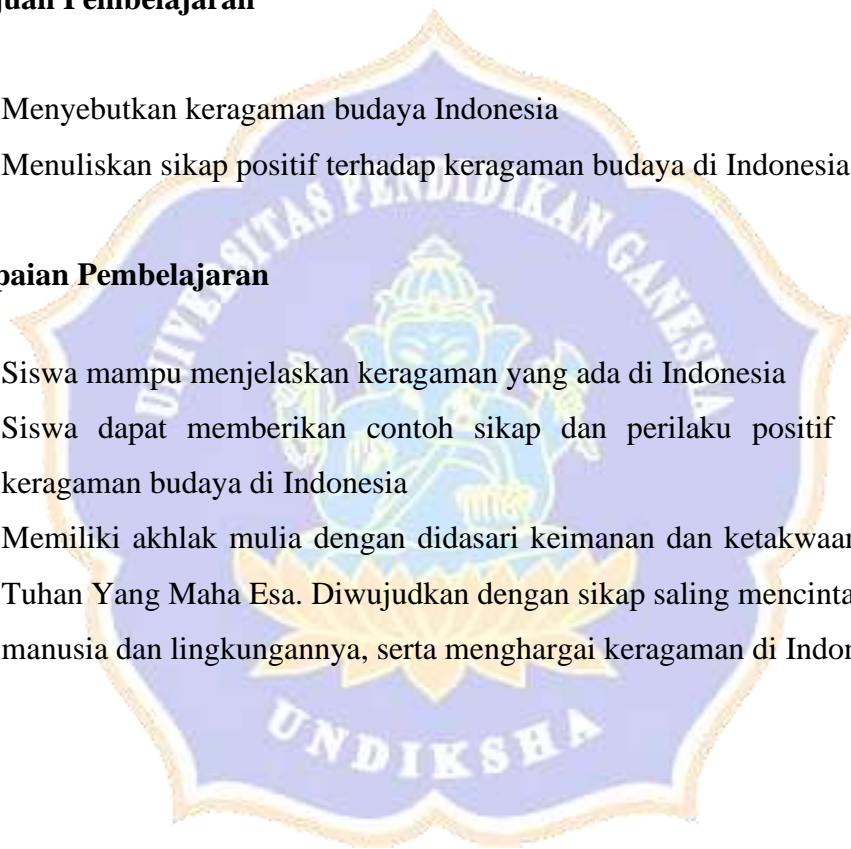 juan Pembelajaran
Menyebutkan keragaman budaya Indonesia
Menuliskan sikap positif terhadap keragaman budaya di Indonesia
paian Pembelajaran
Siswa mampu menjelaskan keragaman yang ada di Indonesia
Siswa dapat memberikan contoh sikap dan perilaku positif
keragaman budaya di Indonesia
Memiliki akhlak mulia dengan didasari keimanan dan ketakwaan
Tuhan Yang Maha Esa. Diwujudkan dengan sikap saling mencinta
manusia dan lingkungannya, serta menghargai keragaman di Indon
UNIVERSITAS PENDIDIKAN GANESHA
UNDIKSHA